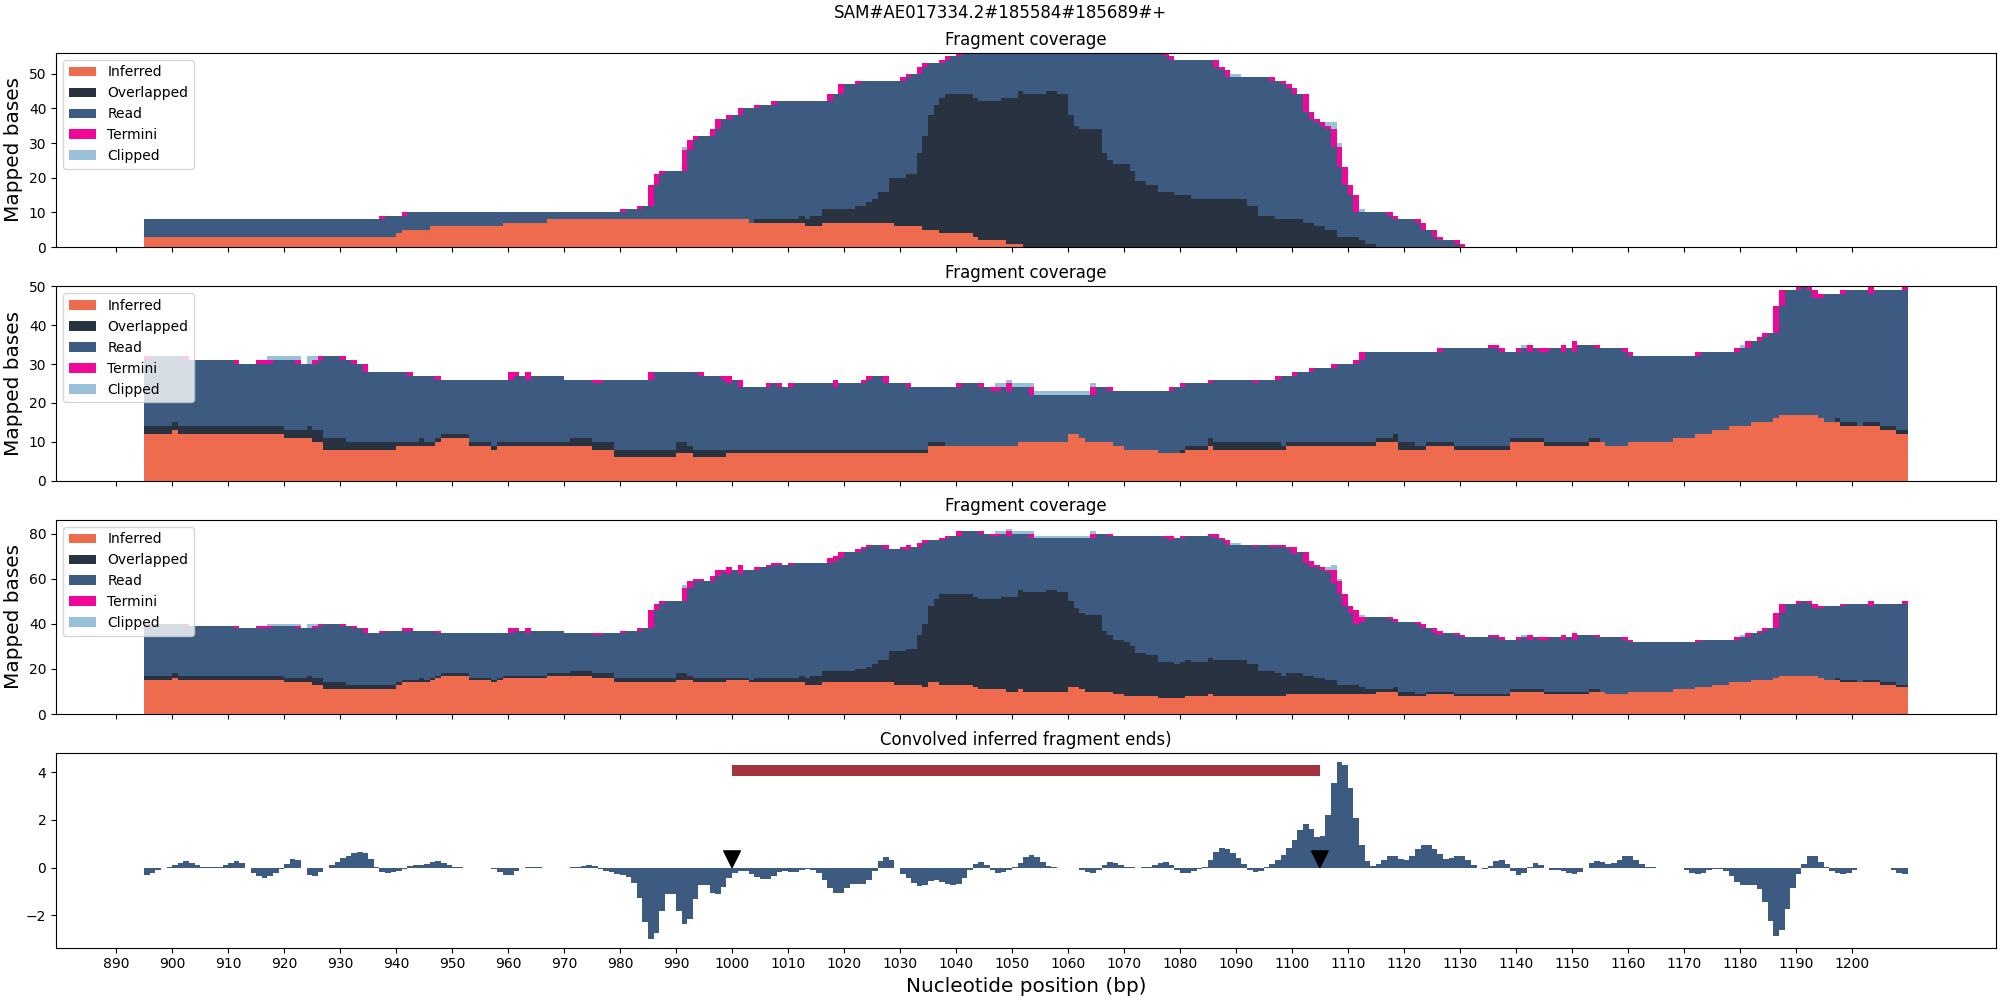 SAM#AE017334.2#185584#185689#+
Fragment coverage
Mapped bases
50
40
30
20
10
0
Inferred
Overlapped
Read
Termini
Clipped
Fragment coverage
Mapped bases
50
40
30
20
10
0
Inferred
Overlapped
Read
Termini
Clipped
Fragment coverage
Mapped bases
80
60
40
20
0
Inferred
Overlapped
Read
Termini
Clipped
Convolved inferred fragment ends)
4
2
0
−2
890 900 910 920 930 940 950 960 970 980 990 1000 1010 1020 1030 1040 1050 1060 1070 1080 1090 1100 1110 1120 1130 1140 1150 1160 1170 1180 1190 1200
Nucleotide position (bp)